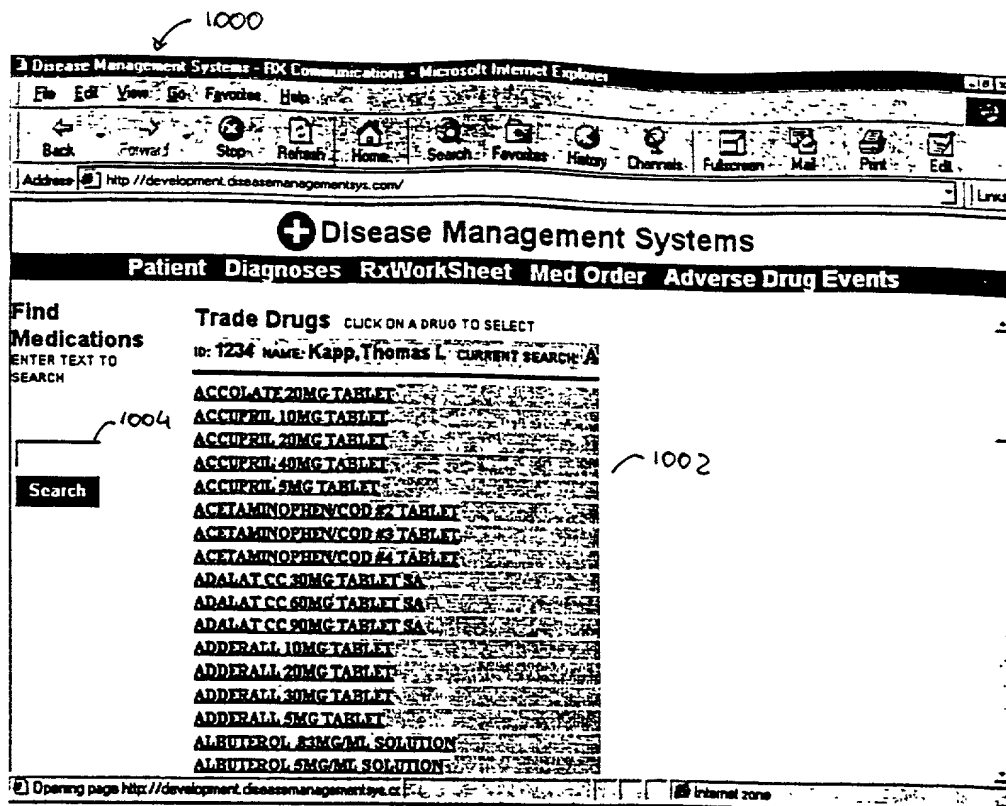 1000
Disease Management Systems - RX Communications - Microsoft Internet Explorer
File Edit View Go Favorites Help
Back Forward Stop Refresh Home Search Favorites History Channels Fullscreen Mail Print Edit
Address http://development.diseasemanagementsys.com/ Links
Disease Management Systems
Patient Diagnoses RxWorkSheet Med Order Adverse Drug Events
Find
Medications
ENTER TEXT TO
SEARCH
1004
Search
Trade Drugs CLICK ON A DRUG TO SELECT
ID: 1234 NAME: Kapp,Thomas L CURRENT SEARCH: A
ACCOLATE 20MG TABLET
ACCUPRIL 10MG TABLET
ACCUPRIL 20MG TABLET
ACCUPRIL 40MG TABLET
ACCUPRIL 5MG TABLET
1002
ACETAMINOPHEN/COD #2 TABLET
ACETAMINOPHEN/COD #3 TABLET
ACETAMINOPHEN/COD #4 TABLET
ADALAT CC 30MG TABLET SA
ADALAT CC 60MG TABLET SA
ADALAT CC 90MG TABLET SA
ADDERALL 10MG TABLET
ADDERALL 20MG TABLET
ADDERALL 30MG TABLET
ADDERALL 5MG TABLET
ALBUTEROL .83MG/ML SOLUTION
ALBUTEROL 5MG/ML SOLUTION
Opening page http://development.diseasemanagementsys.cc Internet zone